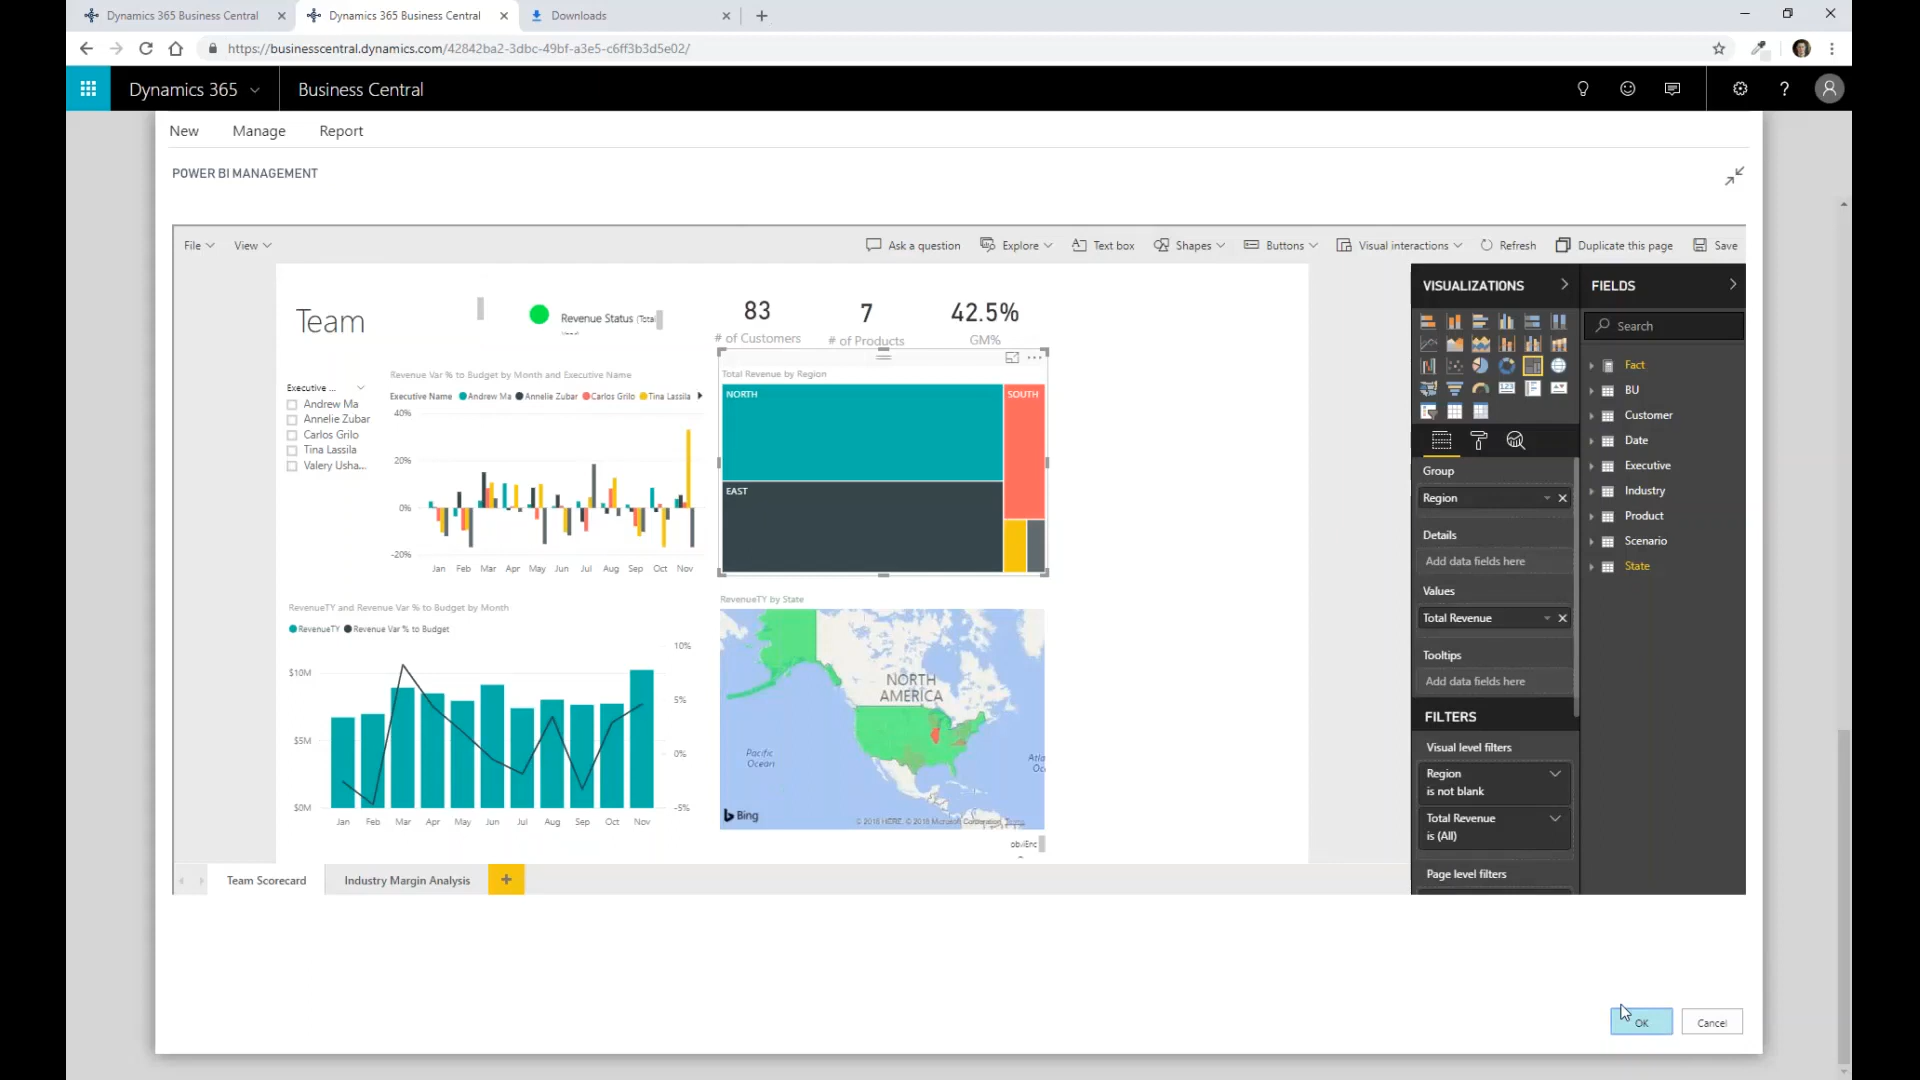 Dynamics 365 Business Central
Dynamics 365 Business Central
Downloads
https://businesscentral.dynamics.com/42842ba2-3dbc-49bf-a3e5-c6ff3b3d5e02/
Dynamics 365
Business Central
New Manage Report
POWER BI MANAGEMENT
File View Ask a question Explore Text box Shapes Buttons Visual interactions Refresh Duplicate this page Save
Team
Revenue Status (Total
83
# of Customers
7
# of Products
42.5%
GM%
Executive ...
Andrew Ma
Annelie Zubar
Carlos Grilo
Tina Lassila
Valery Usha...
Revenue Var % to Budget by Month and Executive Name
Executive Name Andrew Ma Annelie Zubar Carlos Grilo Tina Lassila
40%
20%
0%
-20%
Jan Feb Mar Apr May Jun Jul Aug Sep Oct Nov
Total Revenue by Region
NORTH
SOUTH
EAST
RevenueTY and Revenue Var % to Budget by Month
RevenueTY Revenue Var % to Budget
$10M
$5M
$0M
10%
5%
0%
-5%
Jan Feb Mar Apr May Jun Jul Aug Sep Oct Nov
RevenueTY by State
NORTH
AMERICA
Pacific
Ocean
Atla
Oc
Bing
© 2018 HERE, © 2018 Microsoft Corporation Terms
VISUALIZATIONS
Group
Region
Details
Add data fields here
Values
Total Revenue
Tooltips
Add data fields here
FILTERS
Visual level filters
Region
is not blank
Total Revenue
is (All)
Page level filters
FIELDS
Search
Fact
BU
Customer
Date
Executive
Industry
Product
Scenario
State
Team Scorecard Industry Margin Analysis
OK Cancel